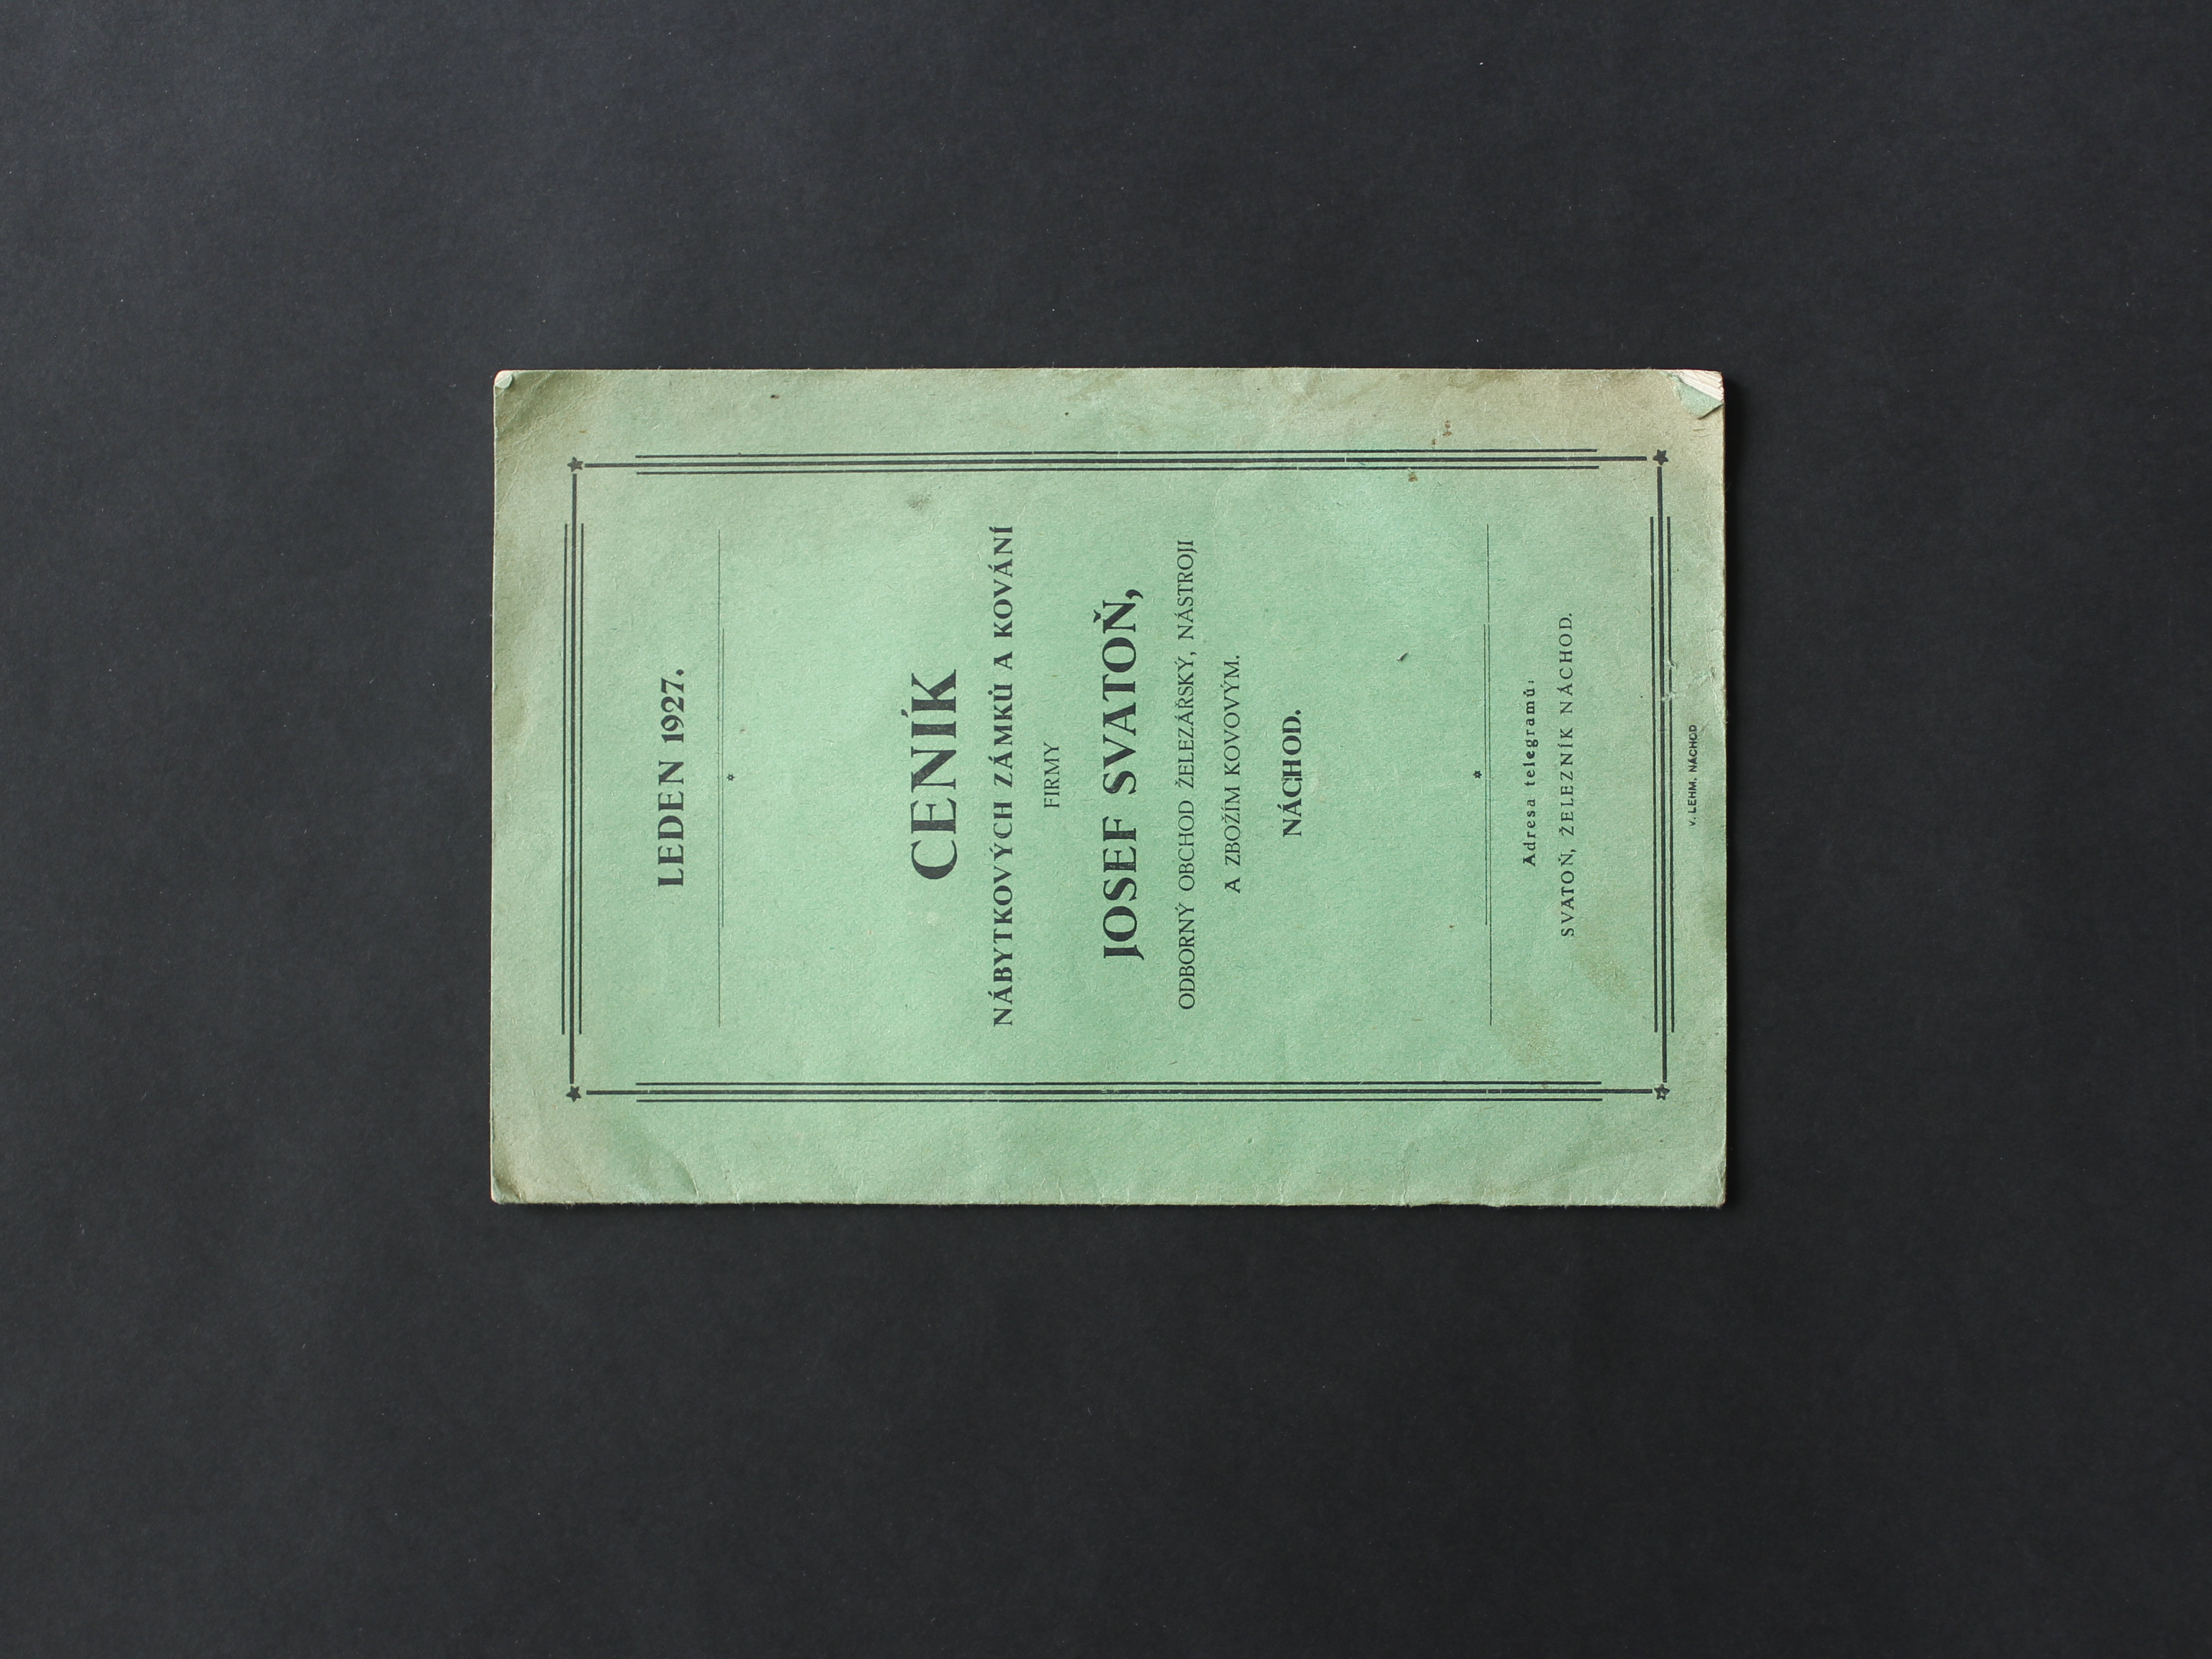 LEDEN 1927.
CENÍK
NÁBYTKOVÝCH ZÁMKŮ A KOVÁNÍ
FIRMY
JOSEF SVATOŇ,
ODBORNÝ OBCHOD ŽELEZÁŘSKÝ, NÁSTROJI
A ZBOŽÍM KOVOVÝM.
NÁCHOD.
Adresa telegramů:
SVATOŇ, ŽELEZNÍK NÁCHOD.
V. LEHM. NÁCHOD